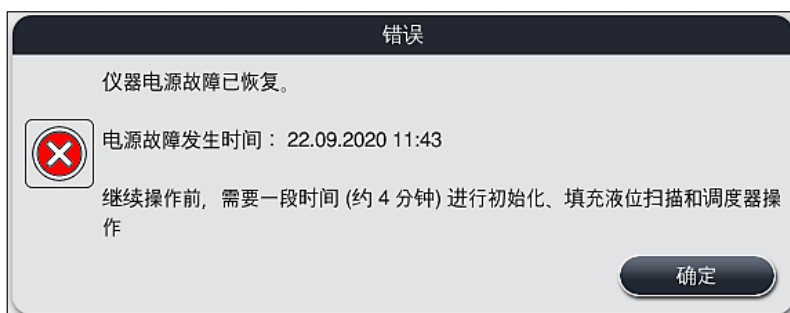 错误
仪器电源故障已恢复。
电源故障发生时间： 22.09.2020 11:43
继续操作前, 需要一段时间 (约 4 分钟) 进行初始化、填充液位扫描和调度器操
作
确定